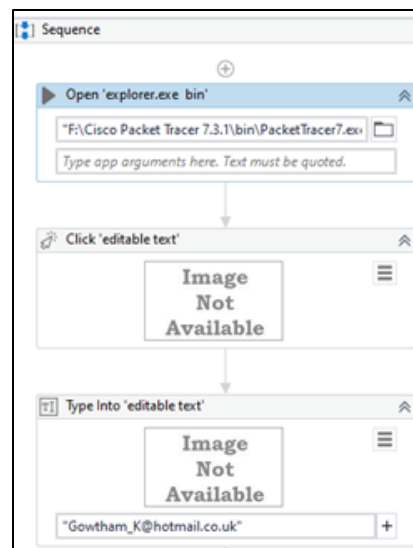 Sequence
Open 'explorer.exe bin'
"F:\Cisco Packet Tracer 7.3.1\bin\PacketTracer7.ex
Type app arguments here. Text must be quoted.
Click 'editable text'
Image
Not
Available
Type Into 'editable text'
Image
Not
Available
"Gowtham_K@hotmail.co.uk"